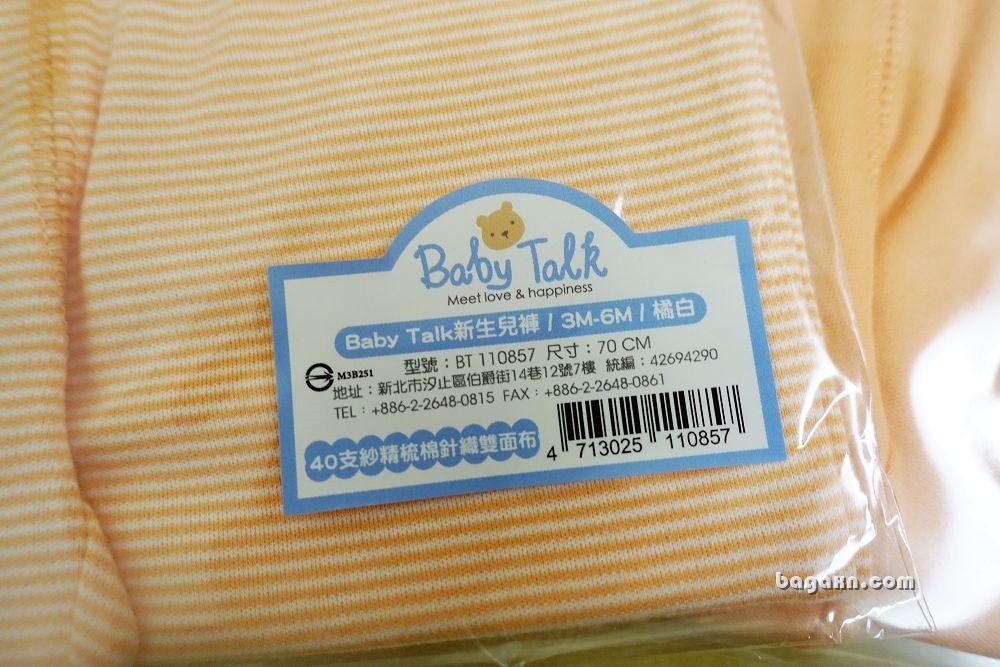 Baby Talk
Meet love & happiness
Baby Talk新生兒褲 / 3M-6M / 橘白
型號：BT 110857 尺寸：70 CM
M3B251
地址：新北市汐止區伯爵街14巷12號7樓 統編：42694290
TEL：+886-2-2648-0815 FAX：+886-2-2648-0861
40支紗精梳棉針織雙面布
4 713025 110857
bagaxn.com